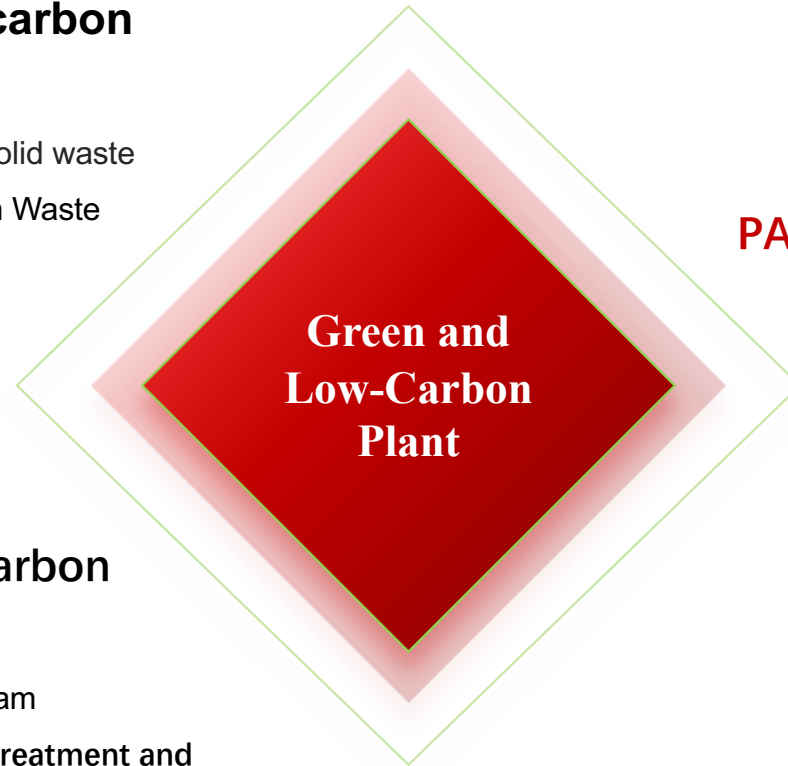 carbon
olid waste
Waste
PA
Green and
Low-Carbon
Plant
arbon
am
reatment and